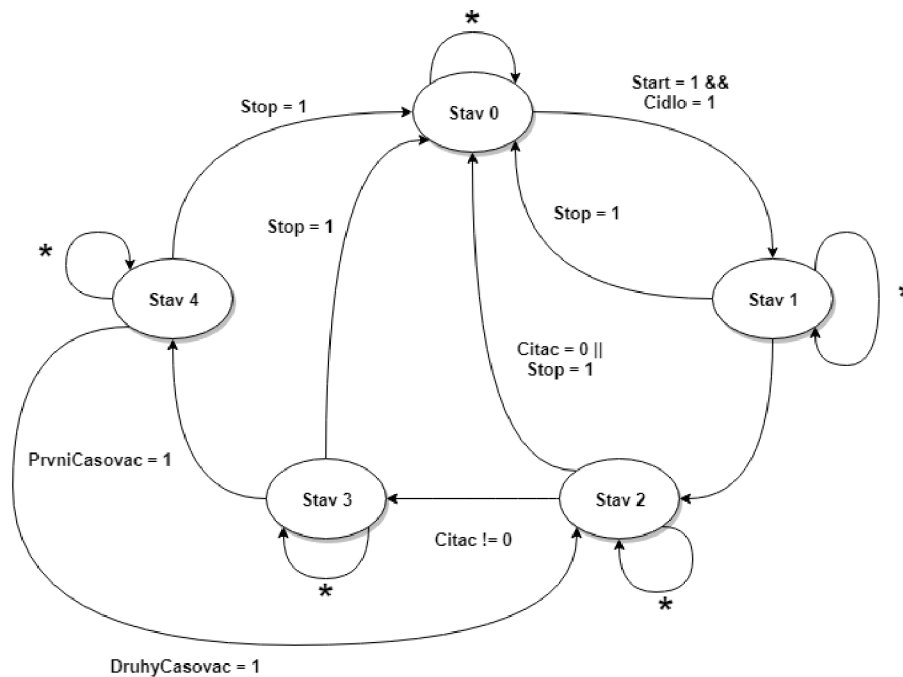 *
Start = 1 &&
Cidlo = 1
Stop = 1
Stav 0
Stop = 1
Stop = 1
*
Stav 4
Stav 1
*
Citac = 0 ||
Stop = 1
PrvniCasovac = 1
Stav 3
Stav 2
Citac != 0
*
*
DruhyCasovac = 1